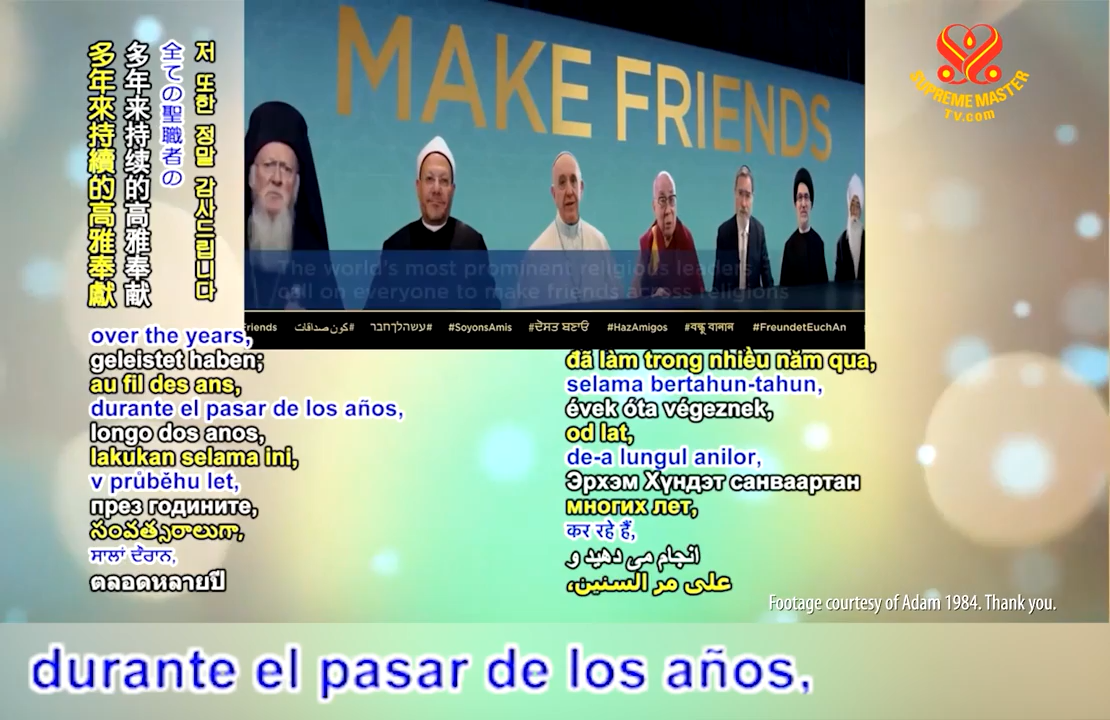 저 또한 정말 감사드립니다
全ての聖職者の
多年来持续的高雅奉献
多年來持續的高雅奉獻
MAKE FRIENDS
SUPREME MASTER
TV.com
The world's most prominent religious leaders
call on everyone to make friends across religions
Friends #كون_صداقات #עשהלךחבר #SoyonsAmis #ਦੋਸਤ ਬਣਾਓ #HazAmigos #বন্ধু বানান #FreundetEuchAn
over the years,
geleistet haben;
au fil des ans,
durante el pasar de los años,
longo dos anos,
lakukan selama ini,
v průběhu let,
през годините,
సంవత్సరాలుగా,
ਸਾਲਾਂ ਦੌਰਾਨ,
ตลอดหลายปี
đã làm trong nhiều năm qua,
selama bertahun-tahun,
évek óta végeznek,
od lat,
de-a lungul anilor,
Эрхэм Хүндэт санваартан
многих лет,
कर रहे हैं,
انجام می دهید و
على مر السنين،
Footage courtesy of Adam 1984. Thank you.
durante el pasar de los años,